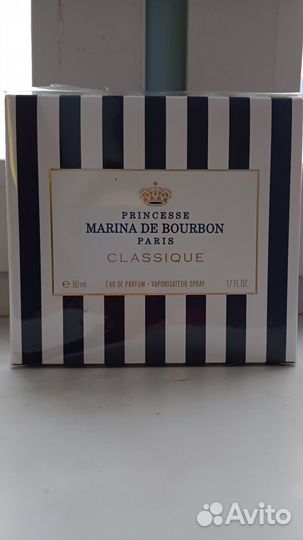 PRINCESSE
MARINA DE BOURBON
PARIS
CLASSIQUE
℮ 50ml EAU DE PARFUM • VAPORISATEUR SPRAY 1.7 FL.OZ.
Avito